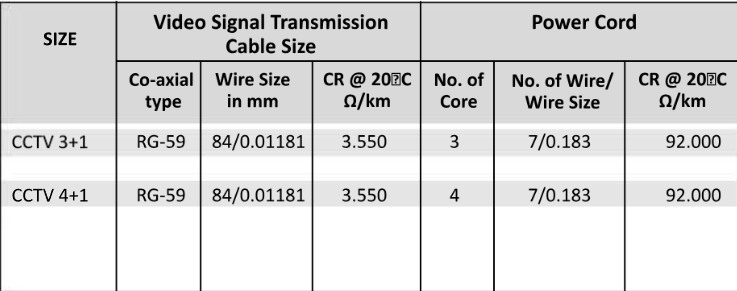 SIZE Video Signal Transmission Cable Size Power Cord
Co-axial type Wire Size in mm CR @ 20⍰C Ω/km No. of Core No. of Wire/ Wire Size CR @ 20⍰C Ω/km
CCTV 3+1 RG-59 84/0.01181 3.550 3 7/0.183 92.000
CCTV 4+1 RG-59 84/0.01181 3.550 4 7/0.183 92.000